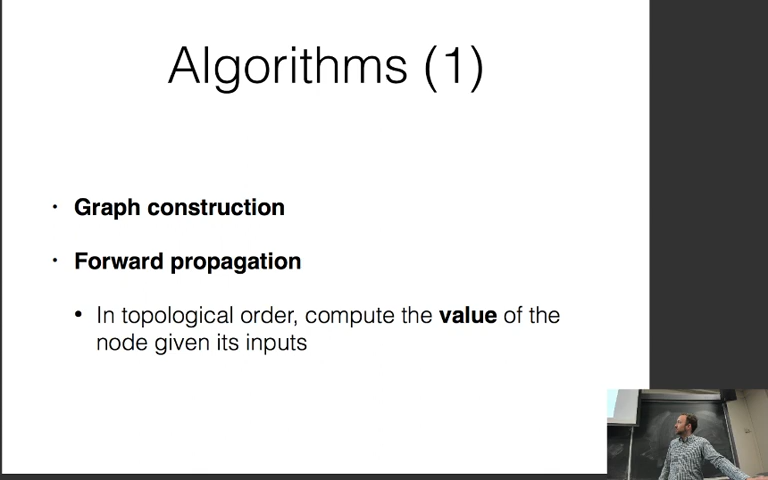 Algorithms (1)
· Graph construction
· Forward propagation
• In topological order, compute the value of the
node given its inputs